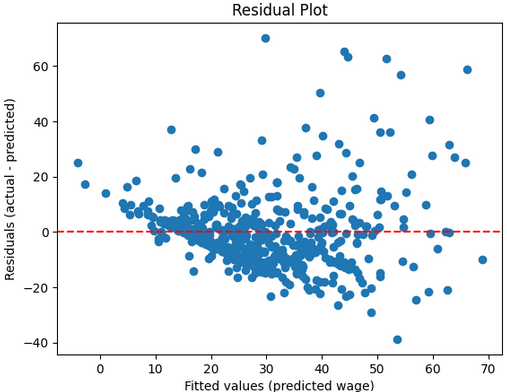 Residual Plot
Residuals (actual - predicted)
60
40
20
0
−20
−40
0 10 20 30 40 50 60 70
Fitted values (predicted wage)